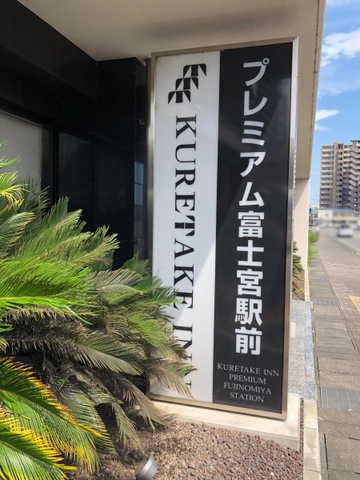 プレミアム富士宮駅前
KURETAKE INN
KURETAKE INN
PREMIUM
FUJINOMIYA
STATION